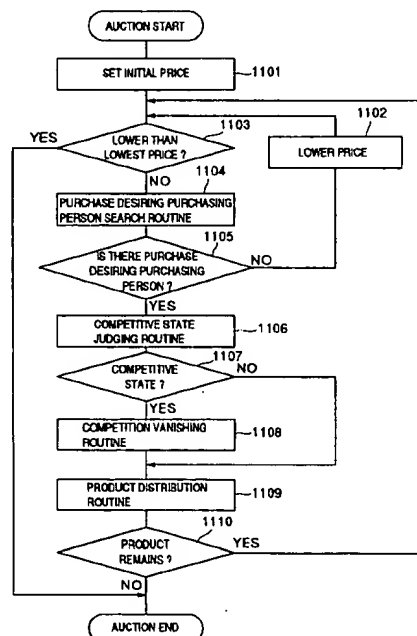 AUCTION START
SET INITIAL PRICE
1101
1102
1103
YES
LOWER THAN
LOWEST PRICE ?
LOWER PRICE
NO
1104
PURCHASE DESIRING PURCHASING
PERSON SEARCH ROUTINE
1105
IS THERE PURCHASE
DESIRING PURCHASING
PERSON ?
NO
YES
COMPETITIVE STATE
JUDGING ROUTINE
1106
1107
COMPETITIVE
STATE ?
NO
YES
COMPETITION VANISHING
ROUTINE
1108
PRODUCT DISTRIBUTION
ROUTINE
1109
1110
PRODUCT
REMAINS ?
YES
NO
AUCTION END